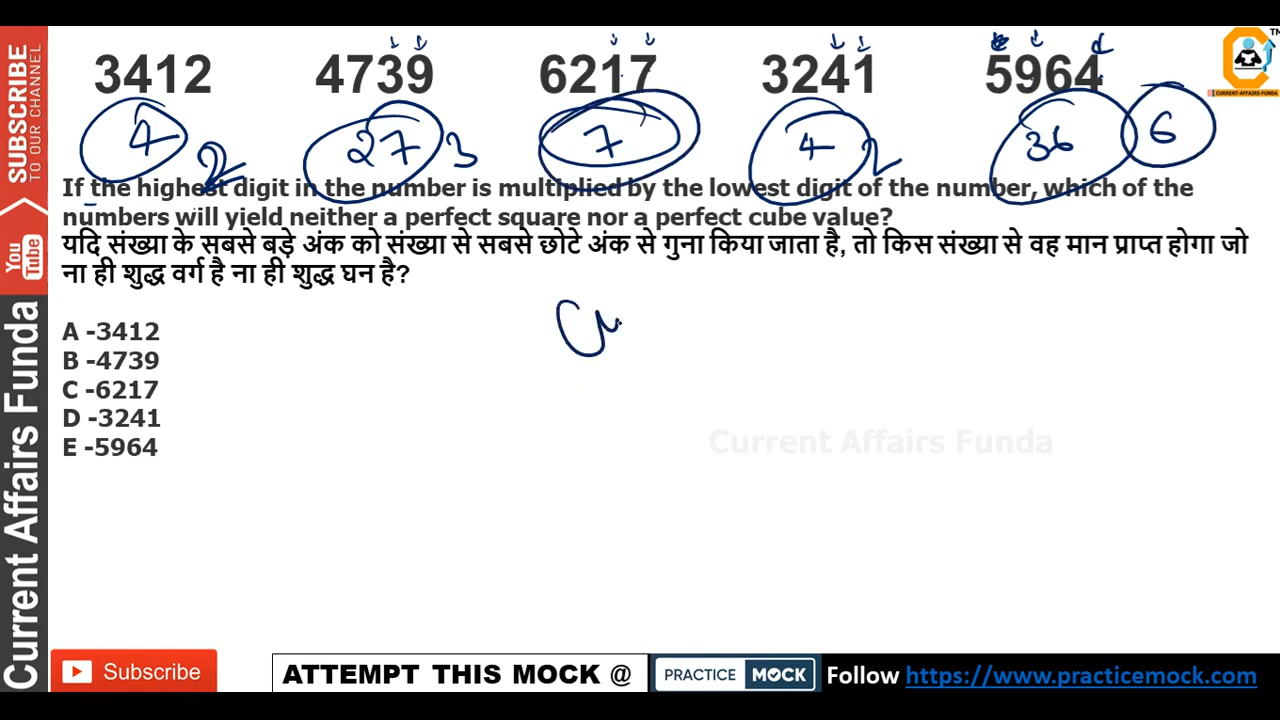 SUBSCRIBE
TO OUR CHANNEL
You
Tube
Current Affairs Funda
3412 4739 6217 3241 5964
TM
CURRENT-AFFAIRS-FUNDA
4 2 27 3 7 4 2 36 6
If the highest digit in the number is multiplied by the lowest digit of the number, which of the
numbers will yield neither a perfect square nor a perfect cube value?
यदि संख्या के सबसे बड़े अंक को संख्या से सबसे छोटे अंक से गुना किया जाता है, तो किस संख्या से वह मान प्राप्त होगा जो
ना ही शुद्ध वर्ग है ना ही शुद्ध घन है?
A -3412
B -4739
C -6217
D -3241
E -5964
Current Affairs Funda
Subscribe
ATTEMPT THIS MOCK @
PRACTICE MOCK
Follow https://www.practicemock.com